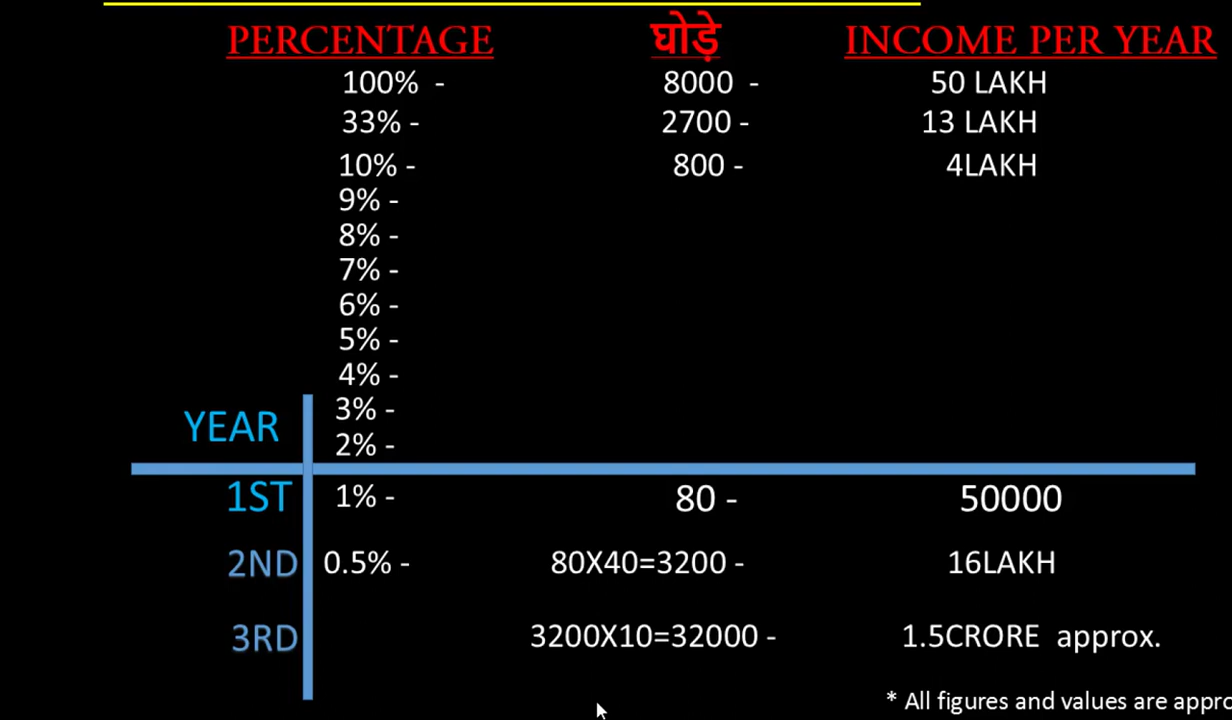 PERCENTAGE घोड़े INCOME PER YEAR
100% - 8000 - 50 LAKH
33% - 2700 - 13 LAKH
10% - 800 - 4LAKH
9% -
8% -
7% -
6% -
5% -
4% -
3% -
YEAR
2% -
1ST 1% - 80 - 50000
2ND 0.5% - 80X40=3200 - 16LAKH
3RD 3200X10=32000 - 1.5CRORE approx.
* All figures and values are appro